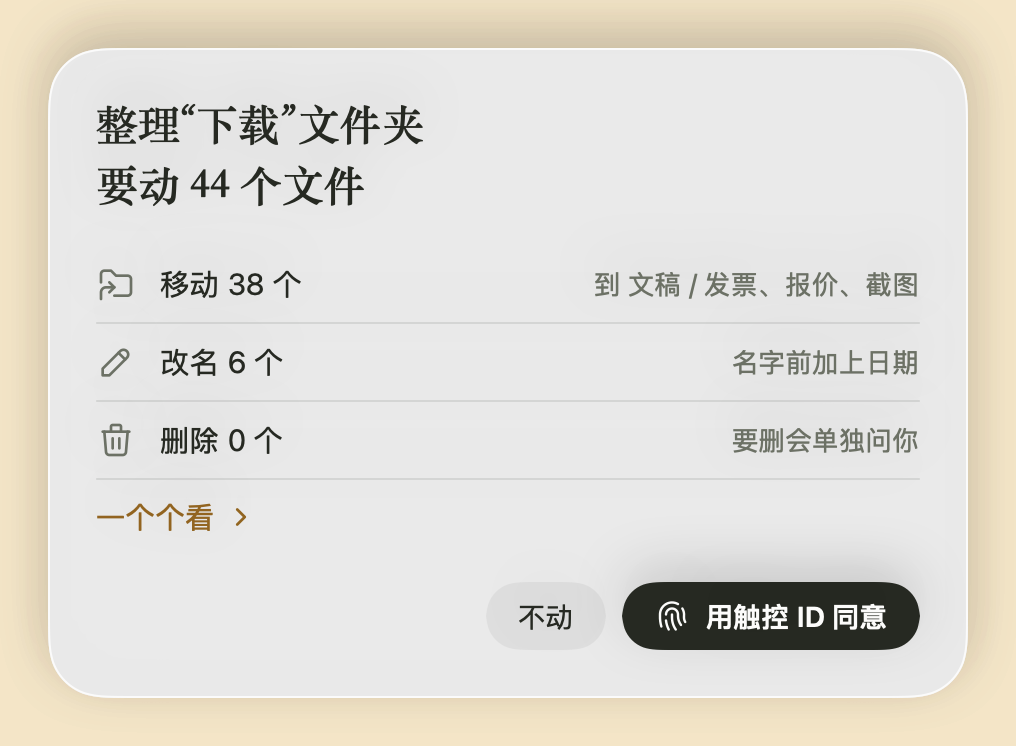 整理“下载”文件夹
要动 44 个文件
移动 38 个 到 文稿 / 发票、报价、截图
改名 6 个 名字前加上日期
删除 0 个 要删会单独问你
一个个看
不动 用触控 ID 同意